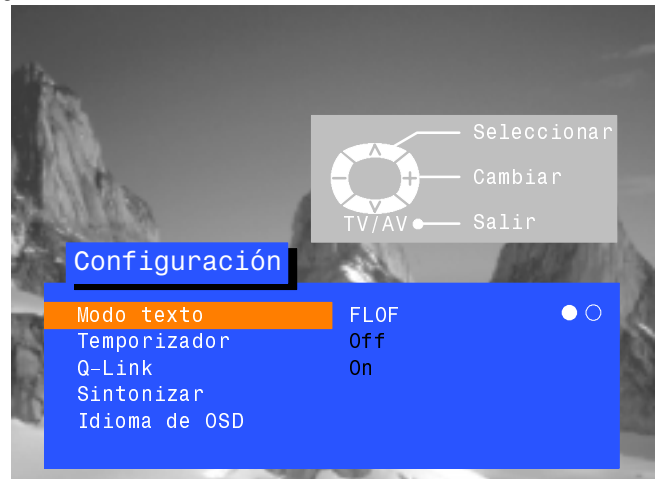 Seleccionar
Cambiar
TV/AV Salir
Configuración
Modo texto FLOF
Temporizador Off
Q-Link On
Sintonizar
Idioma de OSD